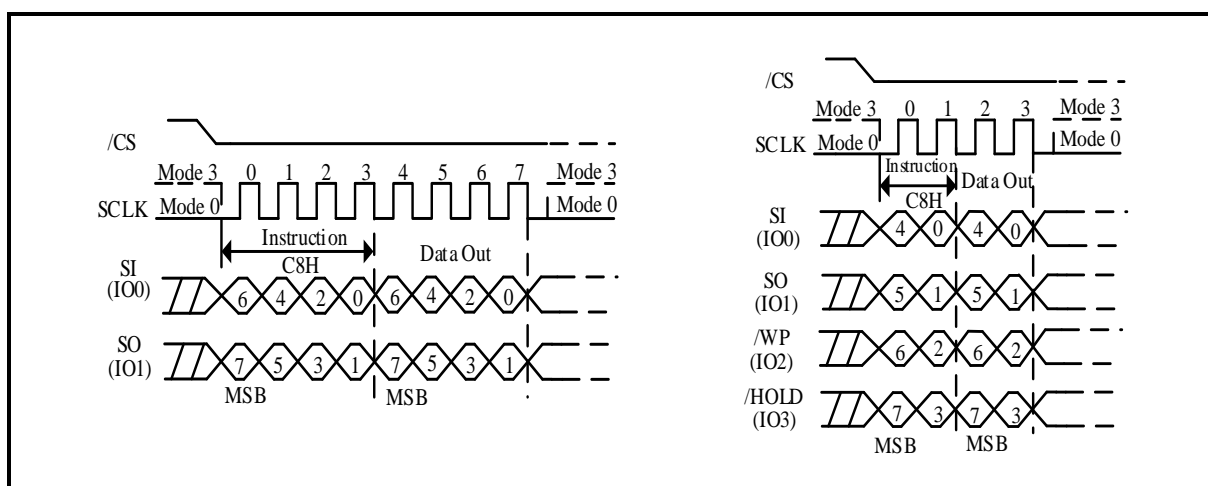 /CS
Mode 3 0 1 2 3 4 5 6 7 Mode 3
SCLK Mode 0 Mode 0
Instruction
C8H
Data Out
SI
(IO0)
6 4 2 0 6 4 2 0
SO
(IO1)
7 5 3 1 7 5 3 1
MSB MSB
/CS
Mode 3 0 1 2 3 Mode 3
SCLK Mode 0 Mode 0
Instruction
C8H
Data Out
SI
(IO0)
4 0 4 0
SO
(IO1)
5 1 5 1
/WP
(IO2)
6 2 6 2
/HOLD
(IO3)
7 3 7 3
MSB MSB